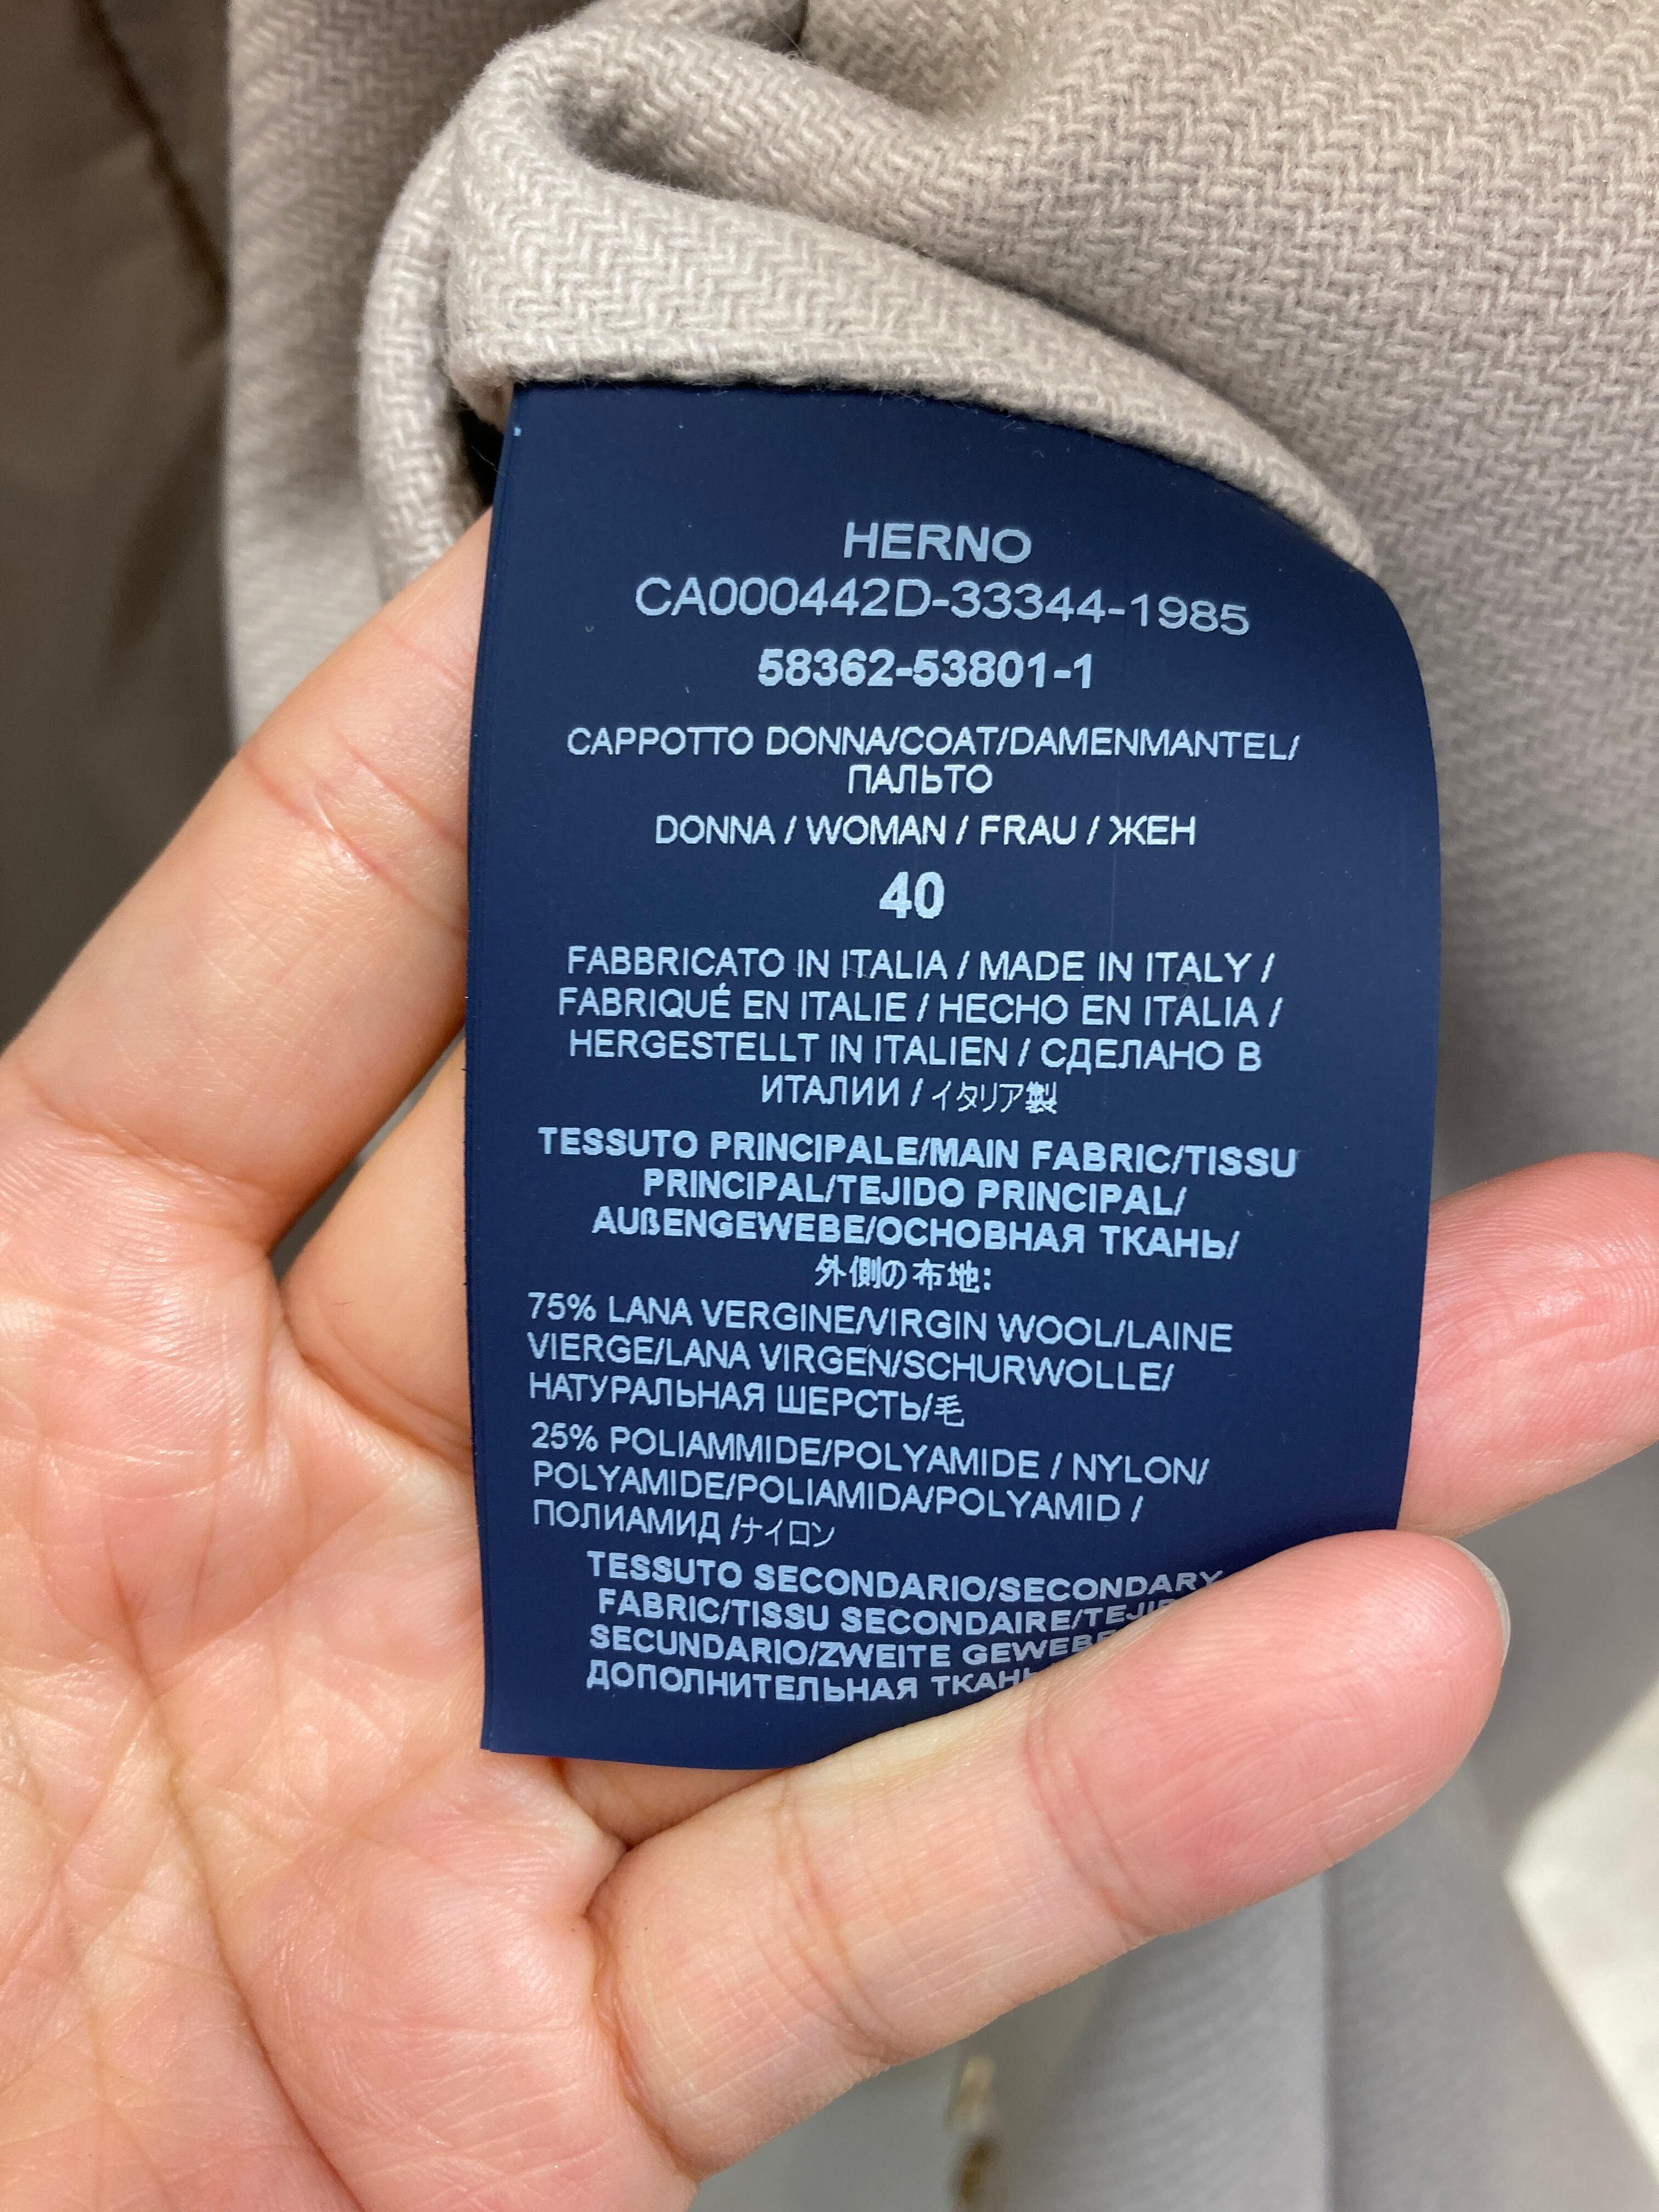 HERNO
CA000442D-33344-1985
58362-53801-1
CAPPOTTO DONNA/COAT/DAMENMANTEL/
ПАЛЬТО
DONNA / WOMAN / FRAU / ЖЕН
40
FABBRICATO IN ITALIA / MADE IN ITALY /
FABRIQUÉ EN ITALIE / HECHO EN ITALIA /
HERGESTELLT IN ITALIEN / СДЕЛАНО В
ИТАЛИИ / イタリア製
TESSUTO PRINCIPALE/MAIN FABRIC/TISSU
PRINCIPAL/TEJIDO PRINCIPAL/
AUßENGEWEBE/ОСНОВНАЯ ТКАНЬ/
外側の布地:
75% LANA VERGINE/VIRGIN WOOL/LAINE
VIERGE/LANA VIRGEN/SCHURWOLLE/
НАТУРАЛЬНАЯ ШЕРСТЬ/毛
25% POLIAMMIDE/POLYAMIDE / NYLON/
POLYAMIDE/POLIAMIDA/POLYAMID /
ПОЛИАМИД /ナイロン
TESSUTO SECONDARIO/SECONDARY
FABRIC/TISSU SECONDAIRE/
SECUNDARIO/ZWEITE GEWEBE
ДОПОЛНИТЕЛЬНАЯ ТКАНЬ